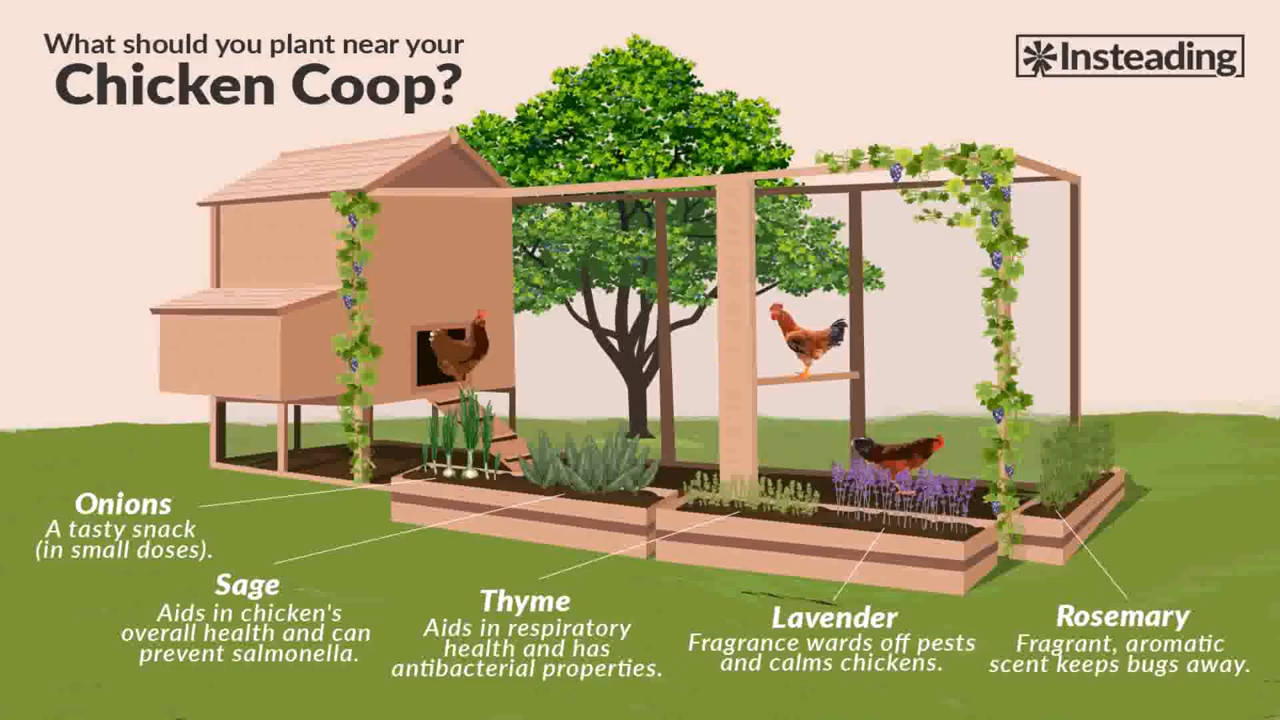 What should you plant near your
Chicken Coop?
Insteading
Onions
A tasty snack
(in small doses).
Sage
Aids in chicken's
overall health and can
prevent salmonella.
Thyme
Aids in respiratory
health and has
antibacterial properties.
Lavender
Fragrance wards off pests
and calms chickens.
Rosemary
Fragrant, aromatic
scent keeps bugs away.